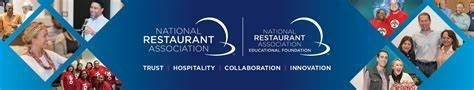 NATIONAL
RESTAURANT
ASSOCIATION
NATIONAL
RESTAURANT
ASSOCIATION
EDUCATIONAL FOUNDATION
TRUST | HOSPITALITY | COLLABORATION | INNOVATION